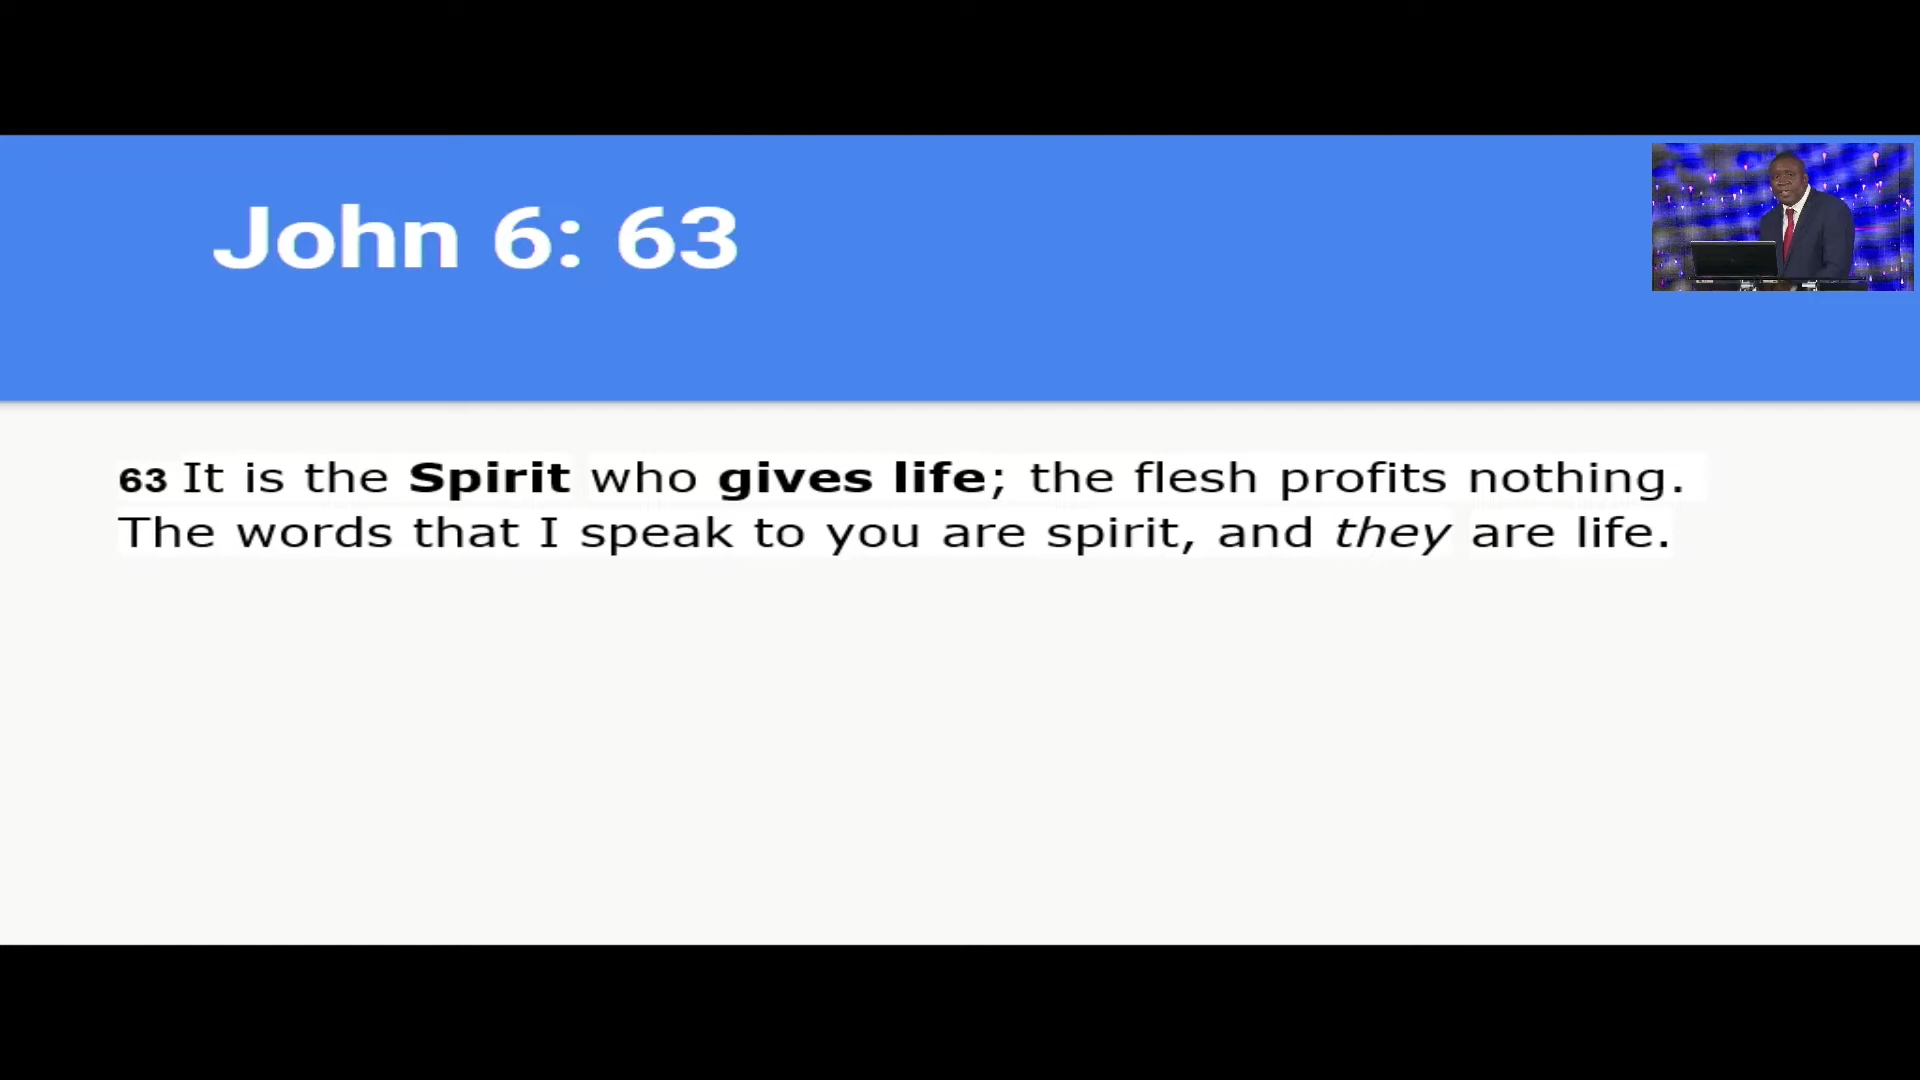 John 6: 63
63 It is the Spirit who gives life; the flesh profits nothing.
The words that I speak to you are spirit, and they are life.